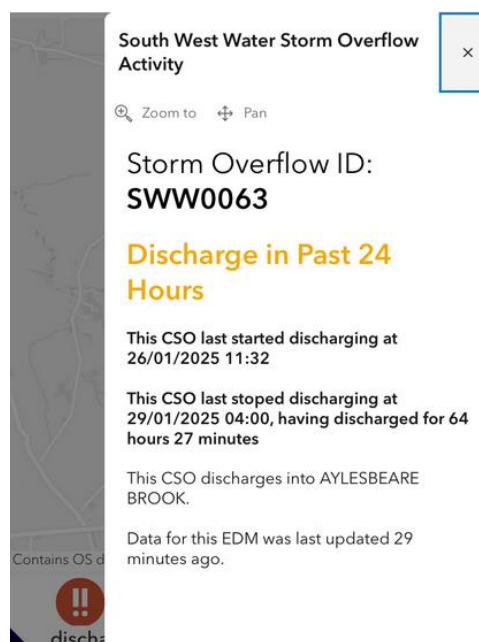 South West Water Storm Overflow
Activity
×
Zoom to Pan
Storm Overflow ID:
SWW0063
Discharge in Past 24
Hours
This CSO last started discharging at
26/01/2025 11:32
This CSO last stoped discharging at
29/01/2025 04:00, having discharged for 64
hours 27 minutes
This CSO discharges into AYLESBEARE
BROOK.
Data for this EDM was last updated 29
minutes ago.
Contains OS d
!!
discha